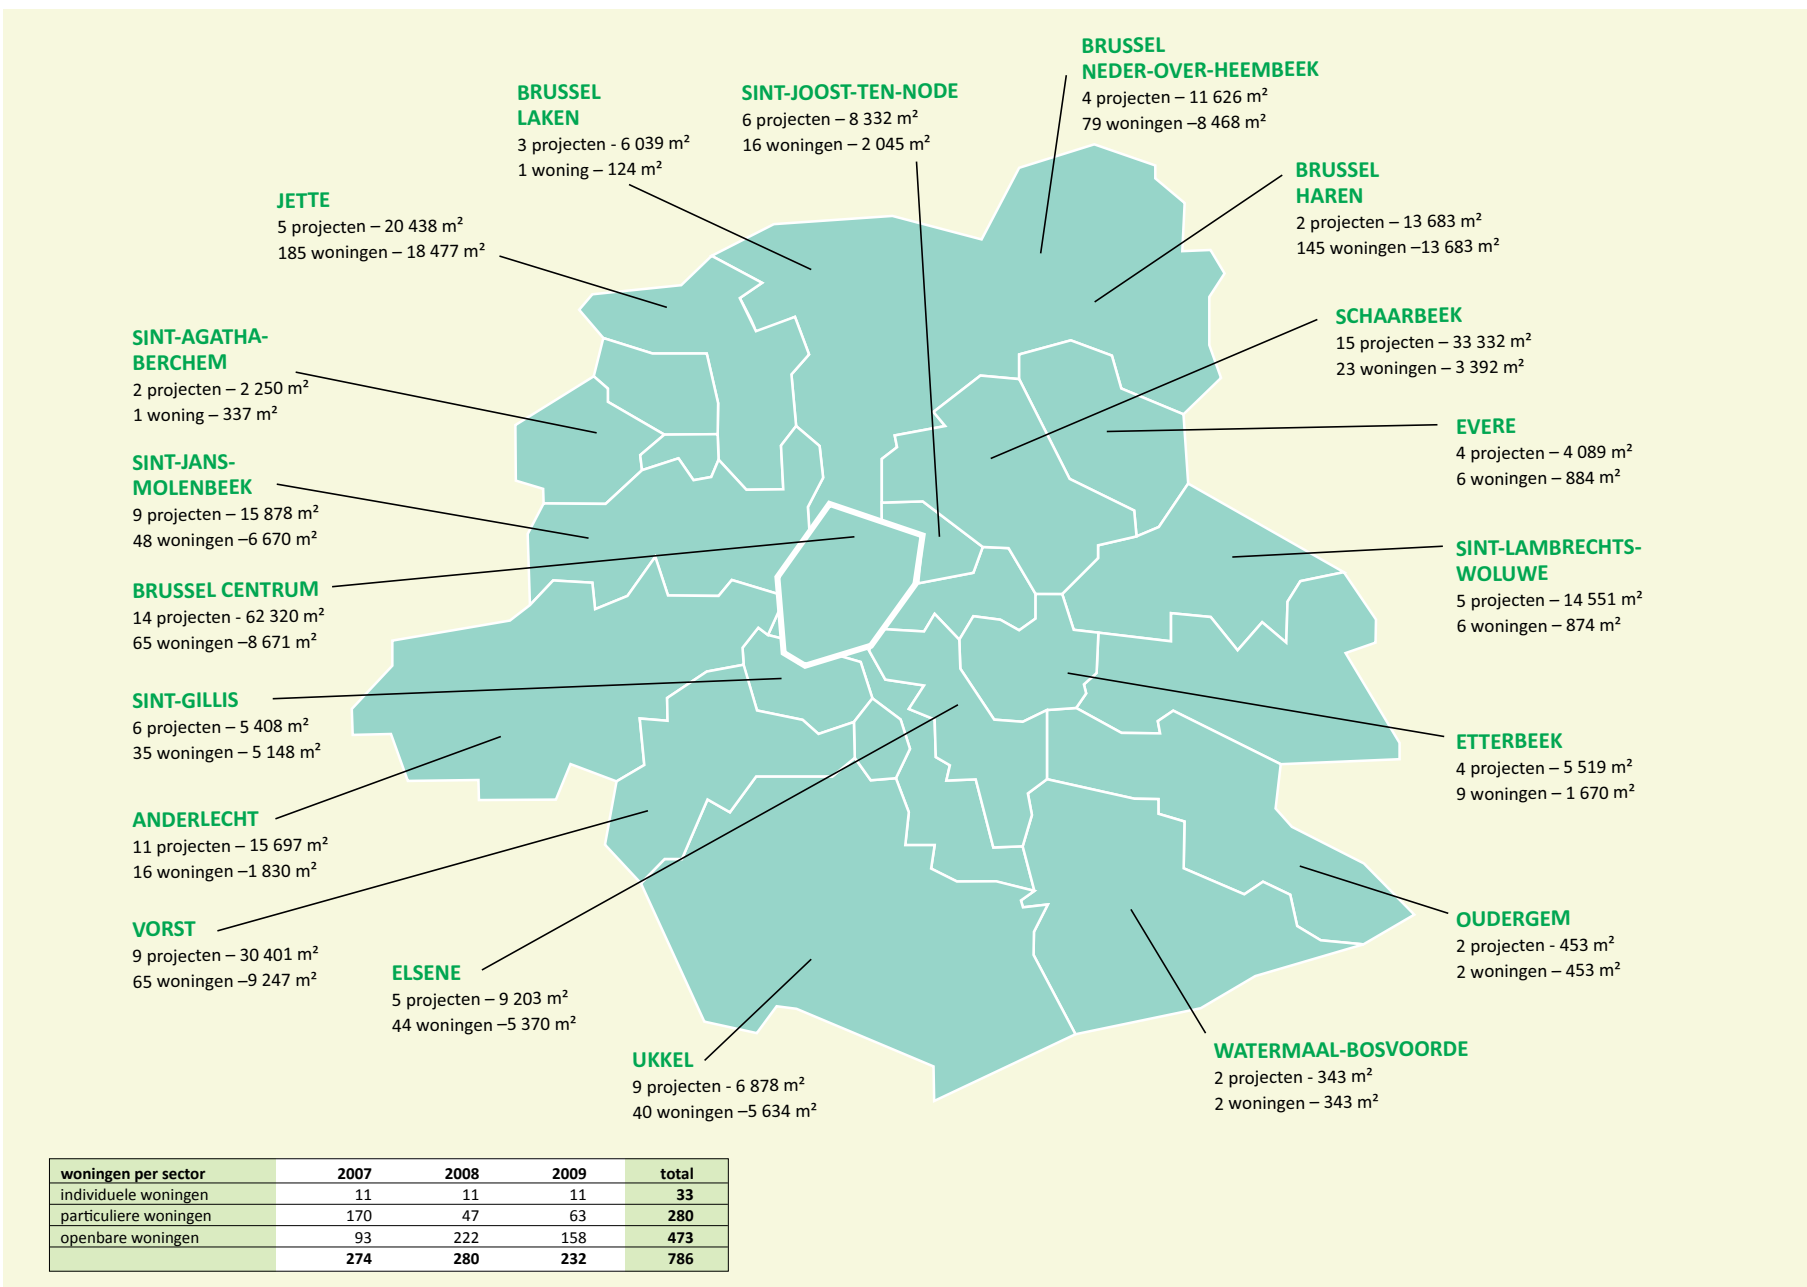 BRUSSEL
NEDER-OVER-HEEMBEEK
4 projecten – 11 626 m²
79 woningen –8 468 m²
BRUSSEL
LAKEN
3 projecten - 6 039 m²
1 woning – 124 m²
SINT-JOOST-TEN-NODE
6 projecten – 8 332 m²
16 woningen – 2 045 m²
BRUSSEL
HAREN
2 projecten – 13 683 m²
145 woningen –13 683 m²
JETTE
5 projecten – 20 438 m²
185 woningen – 18 477 m²
SCHAARBEEK
15 projecten – 33 332 m²
23 woningen – 3 392 m²
SINT-AGATHA-
BERCHEM
2 projecten – 2 250 m²
1 woning – 337 m²
EVERE
4 projecten – 4 089 m²
6 woningen – 884 m²
SINT-JANS-
MOLENBEEK
9 projecten – 15 878 m²
48 woningen –6 670 m²
SINT-LAMBRECHTS-
WOLUWE
5 projecten – 14 551 m²
6 woningen – 874 m²
BRUSSEL CENTRUM
14 projecten - 62 320 m²
65 woningen –8 671 m²
SINT-GILLIS
6 projecten – 5 408 m²
35 woningen – 5 148 m²
ETTERBEEK
4 projecten – 5 519 m²
9 woningen – 1 670 m²
ANDERLECHT
11 projecten – 15 697 m²
16 woningen –1 830 m²
OUDERGEM
2 projecten - 453 m²
2 woningen – 453 m²
VORST
9 projecten – 30 401 m²
65 woningen –9 247 m²
ELSENE
5 projecten – 9 203 m²
44 woningen –5 370 m²
UKKEL
9 projecten - 6 878 m²
40 woningen –5 634 m²
WATERMAAL-BOSVOORDE
2 projecten - 343 m²
2 woningen – 343 m²
woningen per sector 2007 2008 2009 total
individuele woningen 11 11 11 33
particuliere woningen 170 47 63 280
openbare woningen 93 222 158 473
274 280 232 786